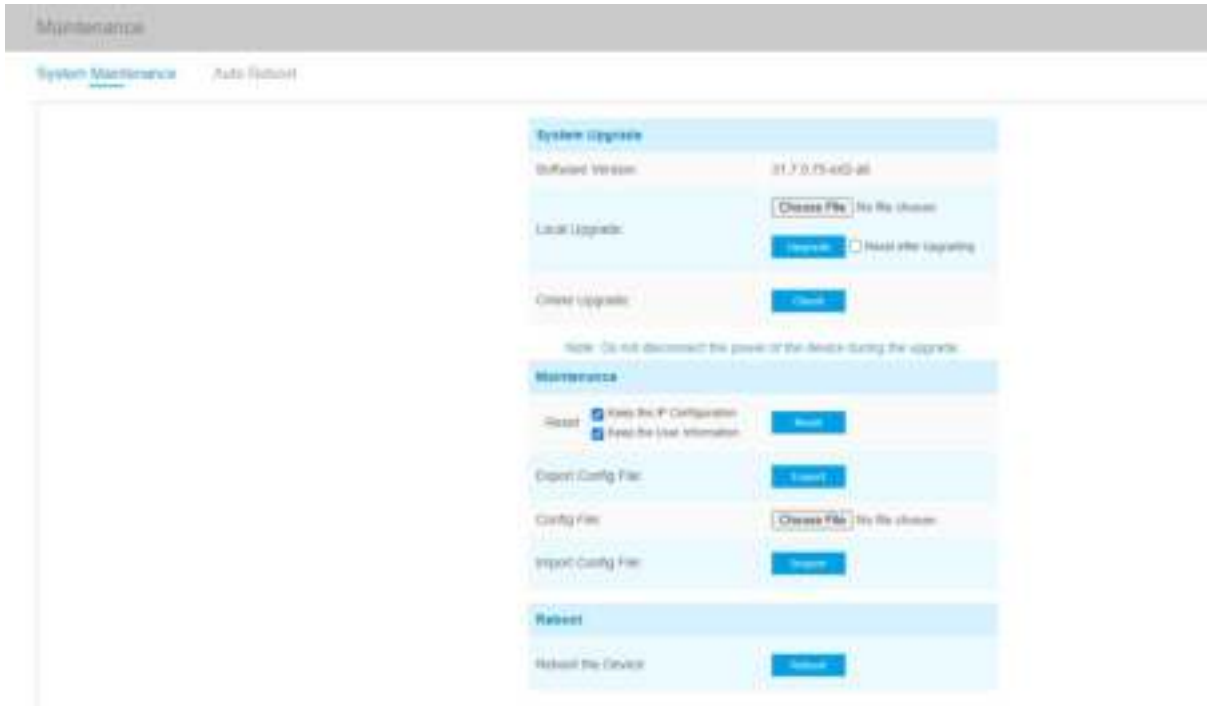 Maintenance
System Maintenance Auto Reboot
System Upgrade
Software Version:
Local Upgrade:
Choose File No file chosen
Upgrade Reset after Upgrading
Online Upgrade:
Check
Note: Do not disconnect the power of the device during the upgrade.
Maintenance
Reset
Keep the IP Configuration
Keep the User Information
Reset
Export Config File:
Export
Config File:
Choose File No file chosen
Import Config File:
Import
Reboot
Reboot the Device:
Reboot